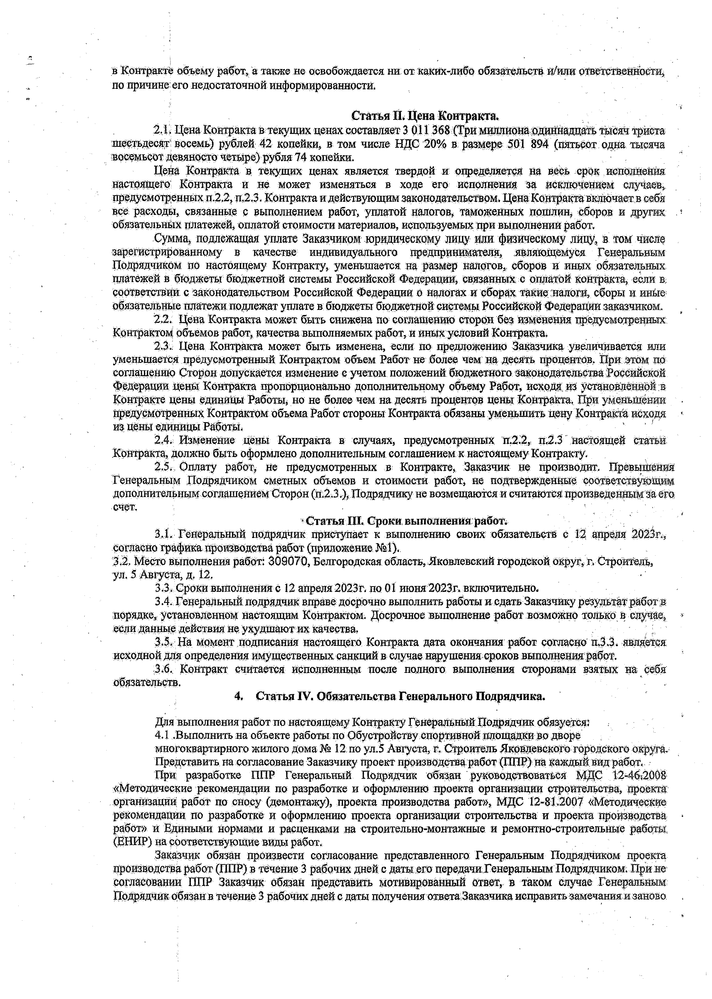 в Контракте объему работ, а также не освобождается ни от каких-либо обязательств и/или ответственности,
по причине его недостаточной информированности.
Статья II. Цена Контракта.
2.1. Цена Контракта в текущих ценах составляет 3 011 368 (Три миллиона одиннадцать тысяч триста
шестьдесят восемь) рублей 42 копейки, в том числе НДС 20% в размере 501 894 (пятьсот одна тысяча
восемьсот девяносто четыре) рубля 74 копейки.
Цена Контракта в текущих ценах является твердой и определяется на весь срок исполнения
настоящего Контракта и не может изменяться в ходе его исполнения за исключением случаев,
предусмотренных п.2.2, п.2.3. Контракта и действующим законодательством. Цена Контракта включает в себя
все расходы, связанные с выполнением работ, уплатой налогов, таможенных пошлин, сборов и других
обязательных платежей, оплатой стоимости материалов, используемых при выполнении работ.
Сумма, подлежащая уплате Заказчиком юридическому лицу или физическому лицу, в том числе
зарегистрированному в качестве индивидуального предпринимателя, являющемуся Генеральным
Подрядчиком по настоящему Контракту, уменьшается на размер налогов, сборов и иных обязательных
платежей в бюджеты бюджетной системы Российской Федерации, связанных с оплатой контракта, если в
соответствии с законодательством Российской Федерации о налогах и сборах такие налоги, сборы и иные
обязательные платежи подлежат уплате в бюджеты бюджетной системы Российской Федерации заказчиком.
2.2. Цена Контракта может быть снижена по соглашению сторон без изменения предусмотренных
Контрактом объемов работ, качества выполняемых работ, и иных условий Контракта.
2.3. Цена Контракта может быть изменена, если по предложению Заказчика увеличивается или
уменьшается предусмотренный Контрактом объем Работ не более чем на десять процентов. При этом по
соглашению Сторон допускается изменение с учетом положений бюджетного законодательства Российской
Федерации цены Контракта пропорционально дополнительному объему Работ, исходя из установленной в
Контракте цены единицы Работы, но не более чем на десять процентов цены Контракта. При уменьшении
предусмотренных Контрактом объема Работ стороны Контракта обязаны уменьшить цену Контракта исходя
из цены единицы Работы.
2.4. Изменение цены Контракта в случаях, предусмотренных п.2.2, п.2.3 настоящей статьи
Контракта, должно быть оформлено дополнительным соглашением к настоящему Контракту.
2.5. Оплату работ, не предусмотренных в Контракте, Заказчик не производит. Превышения
Генеральным Подрядчиком сметных объемов и стоимости работ, не подтвержденные соответствующим
дополнительным соглашением Сторон (п.2.3.), Подрядчику не возмещаются и считаются произведенным за его
счет.
Статья III. Сроки выполнения работ.
3.1. Генеральный подрядчик приступает к выполнению своих обязательств с 12 апреля 2023г.,
согласно графика производства работ (приложение №1).
3.2. Место выполнения работ: 309070, Белгородская область, Яковлевский городской округ, г. Строитель,
ул. 5 Августа, д. 12.
3.3. Сроки выполнения с 12 апреля 2023г. по 01 июня 2023г. включительно.
3.4. Генеральный подрядчик вправе досрочно выполнить работы и сдать Заказчику результат работ в
порядке, установленном настоящим Контрактом. Досрочное выполнение работ возможно только в случае,
если данные действия не ухудшают их качества.
3.5. На момент подписания настоящего Контракта дата окончания работ согласно п.3.3. является
исходной для определения имущественных санкций в случае нарушения сроков выполнения работ.
3.6. Контракт считается исполненным после полного выполнения сторонами взятых на себя
обязательств.
4. Статья IV. Обязательства Генерального Подрядчика.
Для выполнения работ по настоящему Контракту Генеральный Подрядчик обязуется:
4.1 .Выполнить на объекте работы по Обустройству спортивной площадки во дворе
многоквартирного жилого дома № 12 по ул.5 Августа, г. Строитель Яковлевского городского округа.
Представить на согласование Заказчику проект производства работ (ППР) на каждый вид работ.
При разработке ППР Генеральный Подрядчик обязан руководствоваться МДС 12-46.2008
«Методические рекомендации по разработке и оформлению проекта организации строительства, проекта
организации работ по сносу (демонтажу), проекта производства работ», МДС 12-81.2007 «Методические
рекомендации по разработке и оформлению проекта организации строительства и проекта производства
работ» и Едиными нормами и расценками на строительно-монтажные и ремонтно-строительные работы
(ЕНИР) на соответствующие виды работ.
Заказчик обязан произвести согласование представленного Генеральным Подрядчиком проекта
производства работ (ППР) в течение 3 рабочих дней с даты его передачи Генеральным Подрядчиком. При не
согласовании ППР Заказчик обязан представить мотивированный ответ, в таком случае Генеральным
Подрядчик обязан в течение 3 рабочих дней с даты получения ответа Заказчика исправить замечания и заново